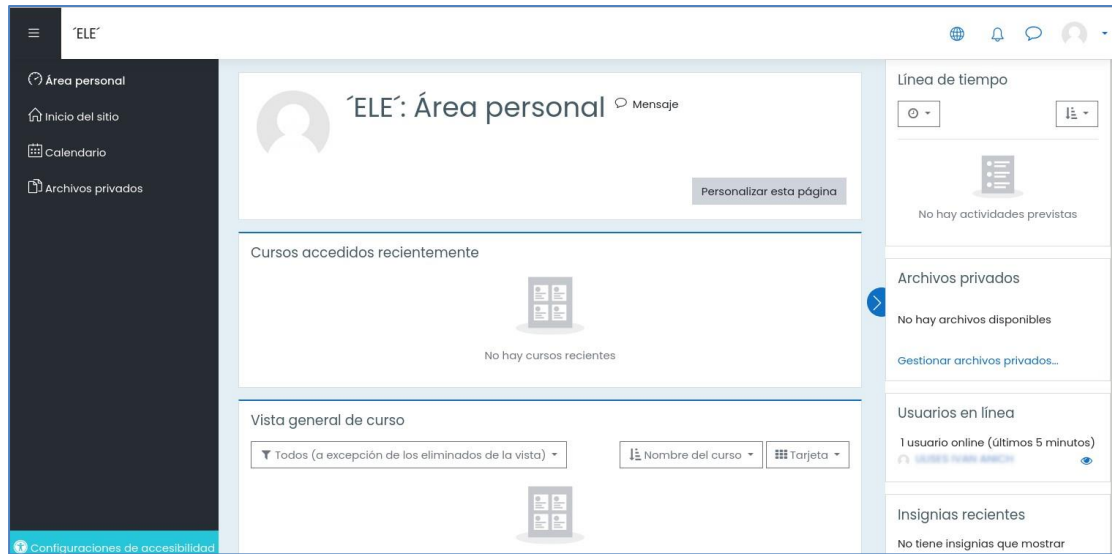 ´ELE´
Área personal
Inicio del sitio
Calendario
Archivos privados
Configuraciones de accesibilidad
´ELE´: Área personal Mensaje
Personalizar esta página
Cursos accedidos recientemente
No hay cursos recientes
Vista general de curso
Todos (a excepción de los eliminados de la vista) Nombre del curso Tarjeta
Línea de tiempo
No hay actividades previstas
Archivos privados
No hay archivos disponibles
Gestionar archivos privados...
Usuarios en línea
1 usuario online (últimos 5 minutos)
Insignias recientes
No tiene insignias que mostrar